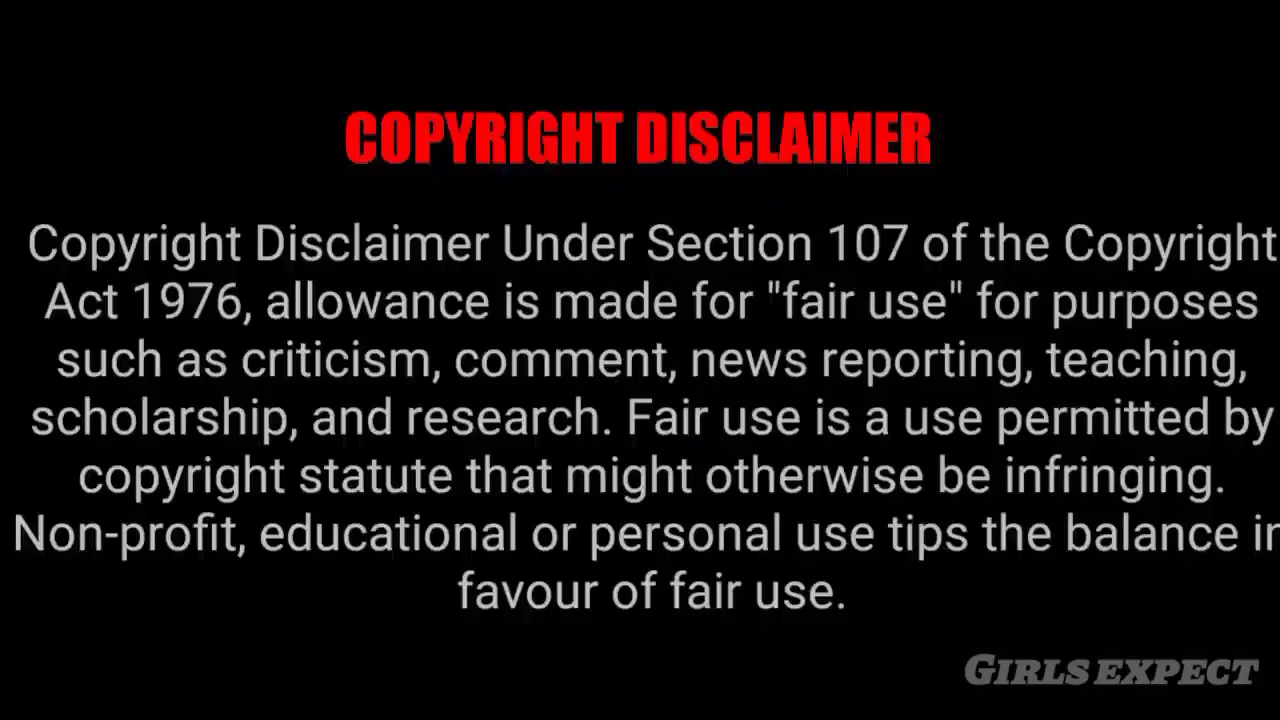 COPYRIGHT DISCLAIMER
Copyright Disclaimer Under Section 107 of the Copyright
Act 1976, allowance is made for "fair use" for purposes
such as criticism, comment, news reporting, teaching,
scholarship, and research. Fair use is a use permitted by
copyright statute that might otherwise be infringing.
Non-profit, educational or personal use tips the balance in
favour of fair use.
GIRLS EXPECT